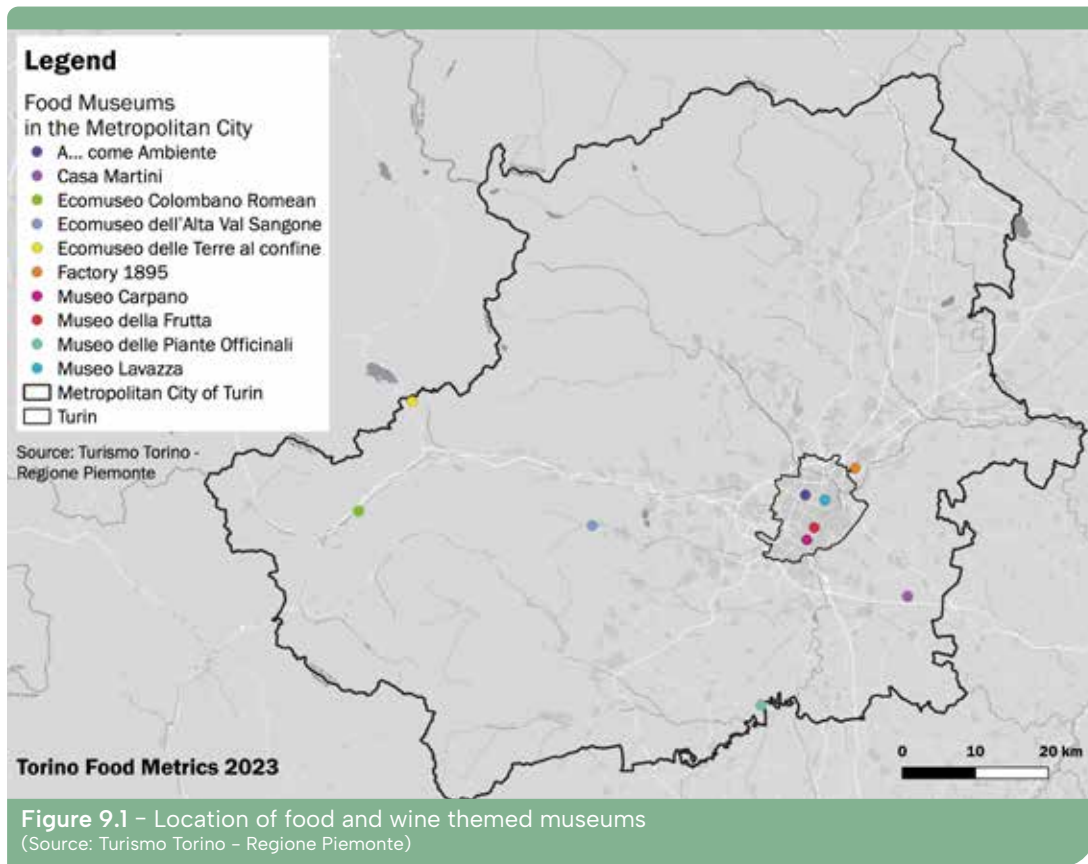 Legend
Food Museums
in the Metropolitan City
A... come Ambiente
Casa Martini
Ecomuseo Colombano Romean
Ecomuseo dell'Alta Val Sangone
Ecomuseo delle Terre al confine
Factory 1895
Museo Carpano
Museo della Frutta
Museo delle Piante Officinali
Museo Lavazza
Metropolitan City of Turin
Turin
Source: Turismo Torino -
Regione Piemonte
Torino Food Metrics 2023
0 10 20 km
Figure 9.1 – Location of food and wine themed museums
(Source: Turismo Torino – Regione Piemonte)